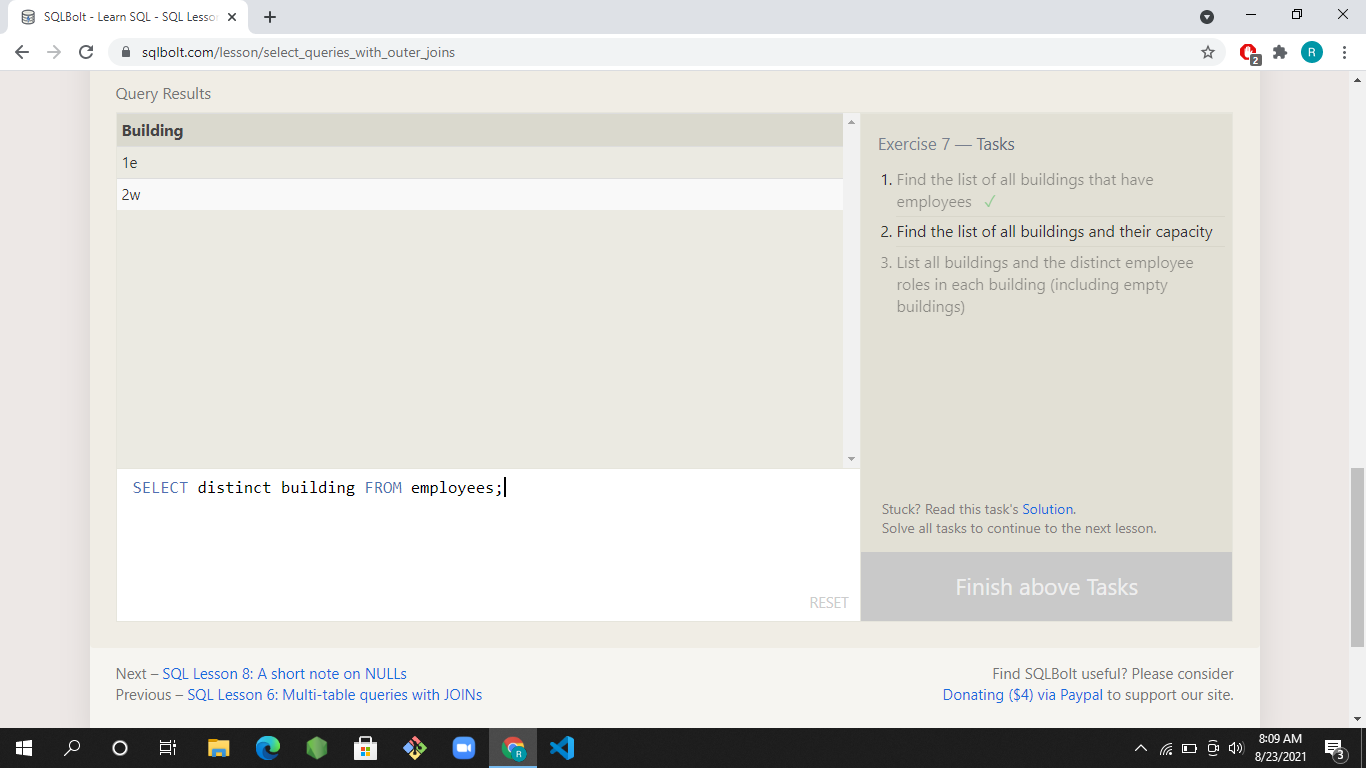 SQLBolt - Learn SQL - SQL Lesson
sqlbolt.com/lesson/select_queries_with_outer_joins
R
2
Query Results
Building
1e
2w
Exercise 7 — Tasks
1. Find the list of all buildings that have
employees ✓
2. Find the list of all buildings and their capacity
3. List all buildings and the distinct employee
roles in each building (including empty
buildings)
SELECT distinct building FROM employees;
RESET
Stuck? Read this task's Solution.
Solve all tasks to continue to the next lesson.
Finish above Tasks
Next – SQL Lesson 8: A short note on NULLs
Previous – SQL Lesson 6: Multi-table queries with JOINs
Find SQLBolt useful? Please consider
Donating ($4) via Paypal to support our site.
R
8:09 AM
8/23/2021
3